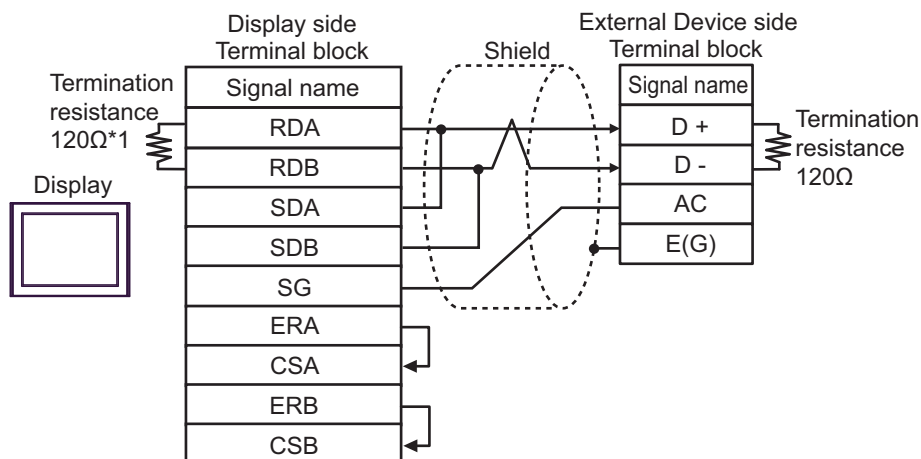 Display side
Terminal block
External Device side
Terminal block
Shield
Termination
resistance
120Ω*1
Display
Signal name
RDA
RDB
SDA
SDB
SG
ERA
CSA
ERB
CSB
Signal name
D +
D -
AC
E(G)
Termination
resistance
120Ω